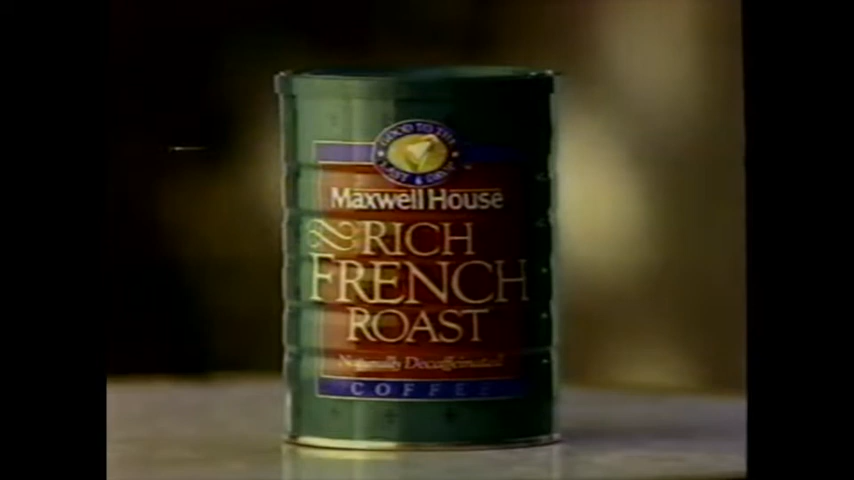 GOOD TO THE
LAST DROP
Maxwell House
RICH
FRENCH
ROAST
Naturally Decaffeinated
COFFEE